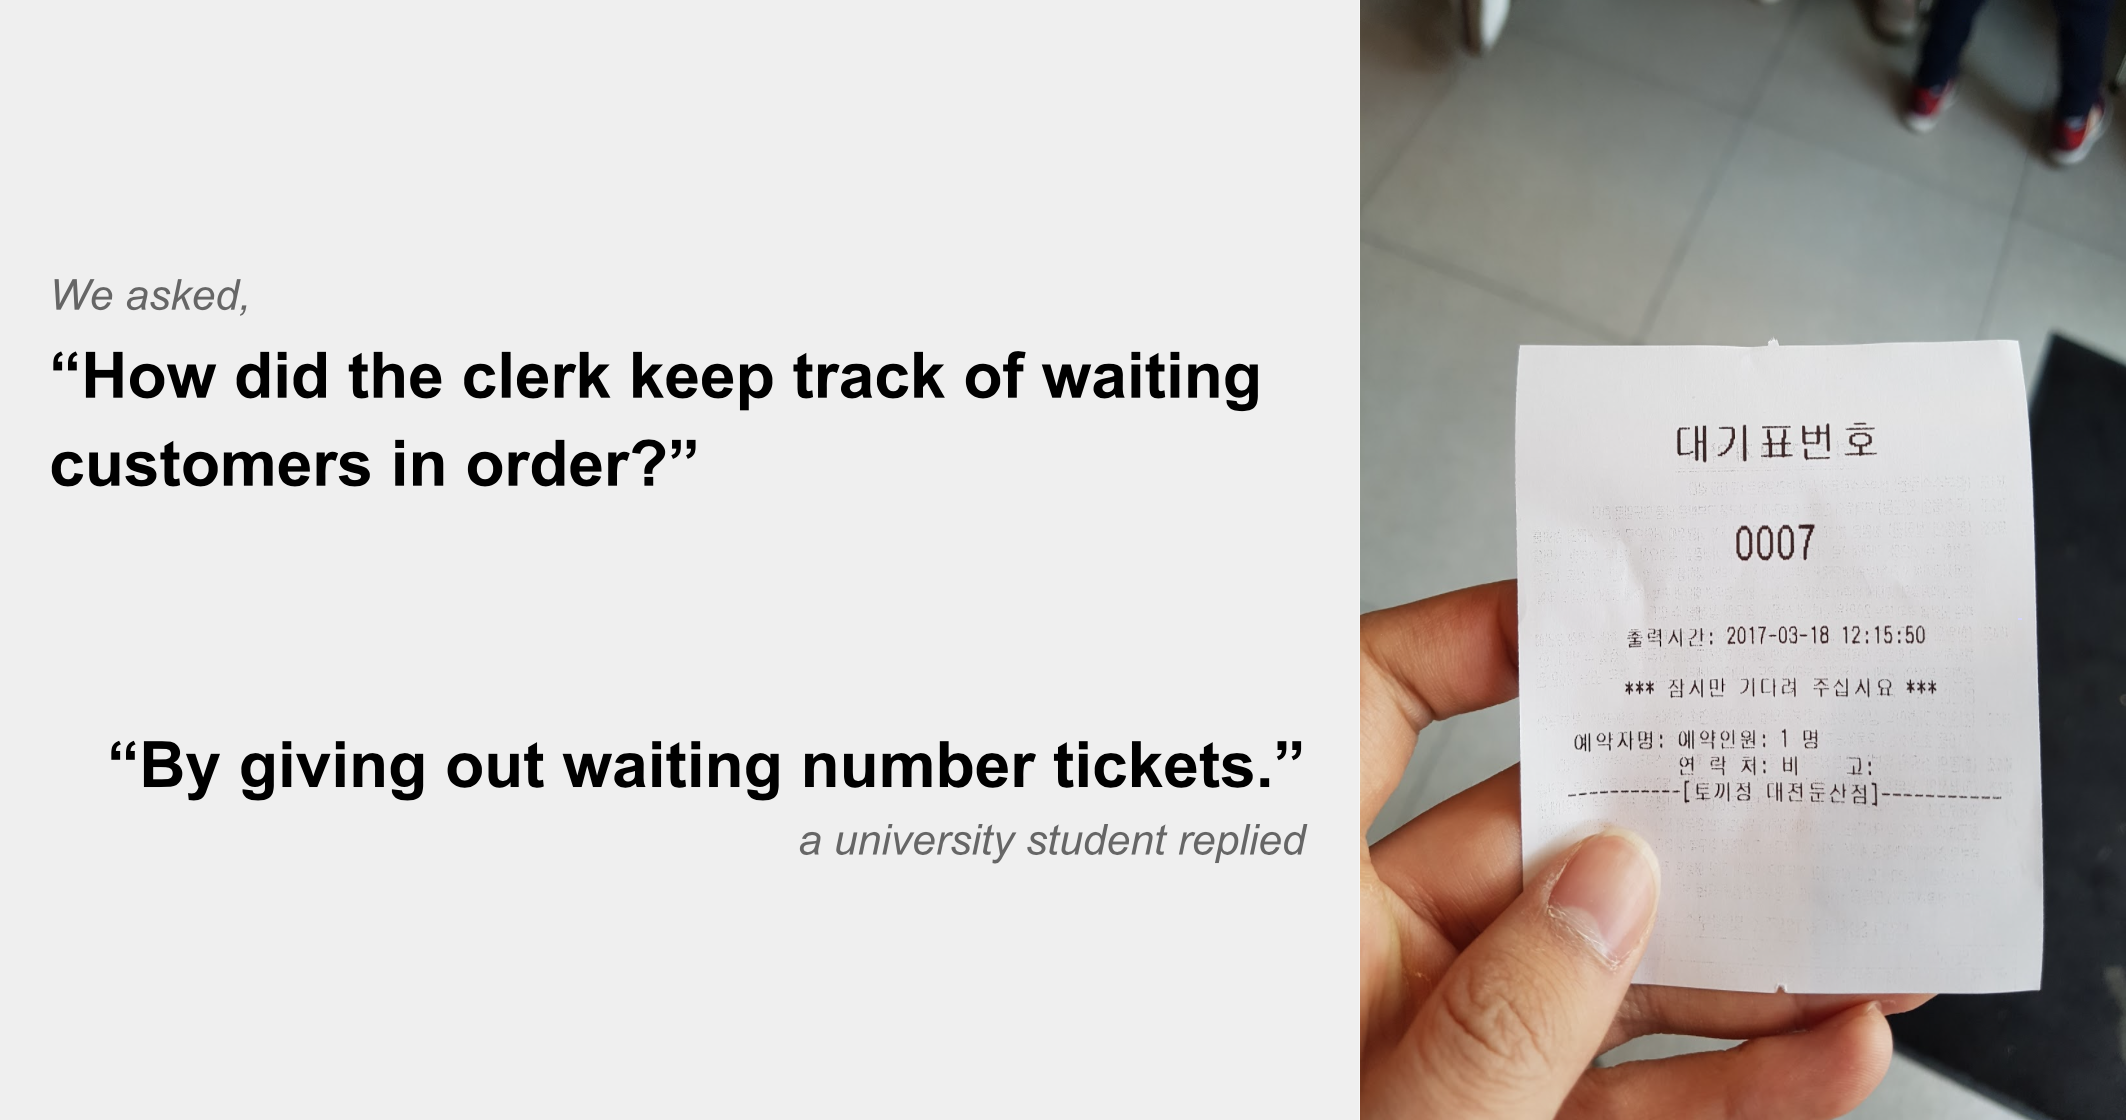 We asked,
“How did the clerk keep track of waiting
customers in order?”
“By giving out waiting number tickets.”
a university student replied
대기표번호
0007
출력시간: 2017-03-18 12:15:50
*** 잠시만 기다려 주십시요 ***
예약자명: 예약인원: 1 명
연 락 처: 비 고:
-----------[토끼정 대전둔산점]------------